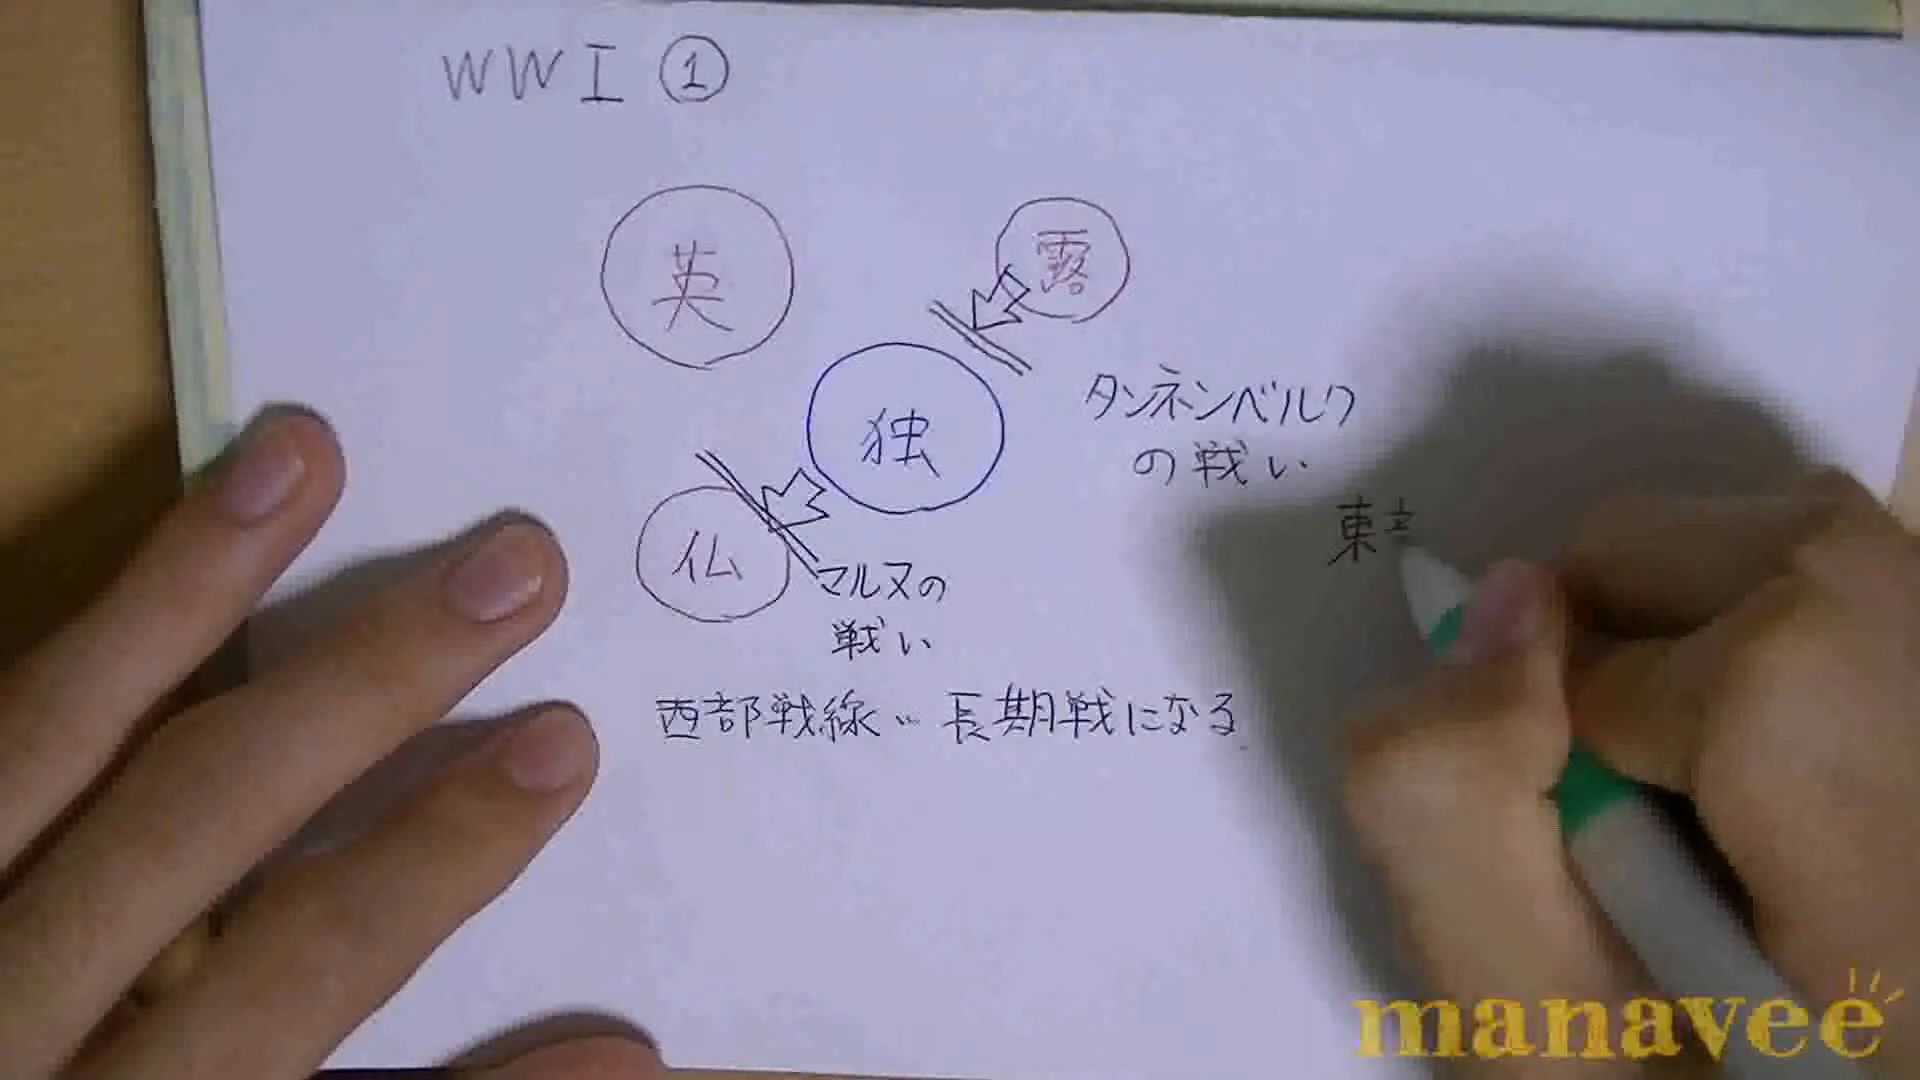 WWI ①
英
露
独
タンネンベルク
の戦い
東
仏
マルヌの
戦い
西部戦線… 長期戦になる
manavee